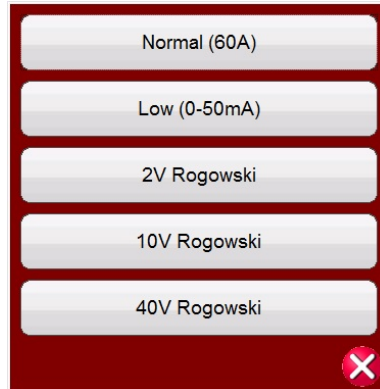 Normal (60A)
Low (0-50mA)
2V Rogowski
10V Rogowski
40V Rogowski